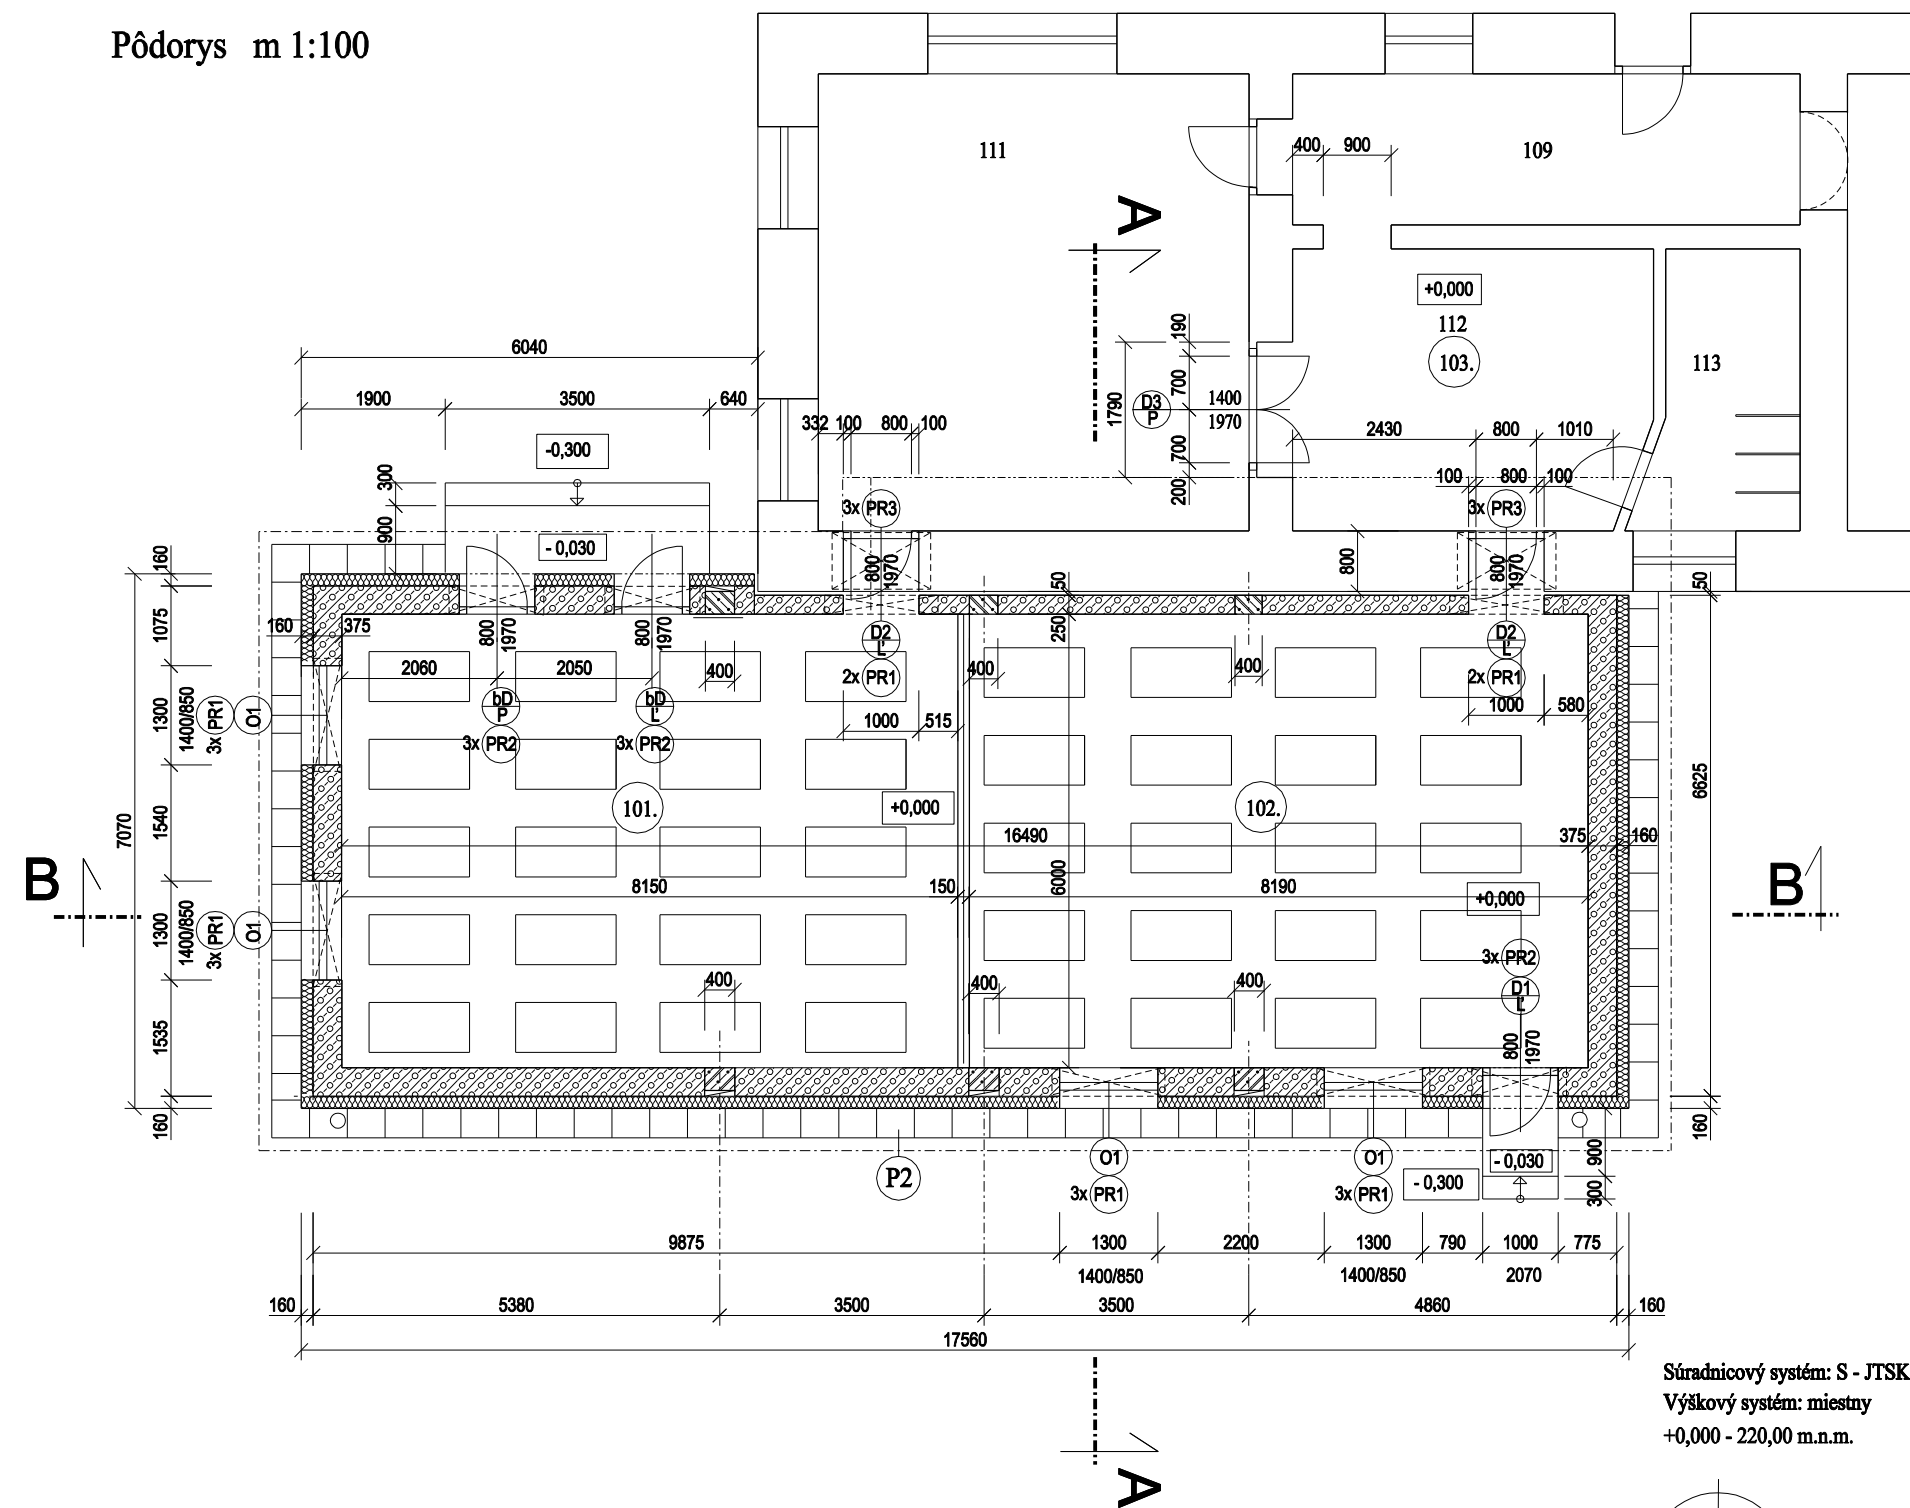 Pôdorys m 1:100
111
109
400 900
A
+0,000
112
103.
113
6040
1900 3500 640
190
700
1790
D3
P
1400
1970
700
200
332 100 800 100
2430 800 1010
100 800 100
-0,300
300
900
- 0,030
3x PR3
3x PR3
800
1970
800
1970
800
160
1075
160 375
800
1970
800
1970
50
250
50
2060 2050
400
400
400
D2
Ľ
2x PR1
D2
Ľ
2x PR1
1000 515
1000 580
bD
P
3x PR2
bD
Ľ
3x PR2
1300
1400/850
3x PR1 O1
101.
+0,000
102.
7070
1540
16490
375 160
6625
8150 150 8190
6000
+0,000
B
B
1300
1400/850
3x PR1 O1
3x PR2
D1
Ľ
400
400
400
1535
800
1970
160
160
P2
O1
3x PR1
O1
3x PR1
- 0,300
- 0,030
900
300
9875 1300 2200 1300 790 1000 775
1400/850 1400/850 2070
160 5380 3500 3500 4860 160
17560
Súradnicový systém: S - JTSK
Výškový systém: miestny
+0,000 - 220,00 m.n.m.
A